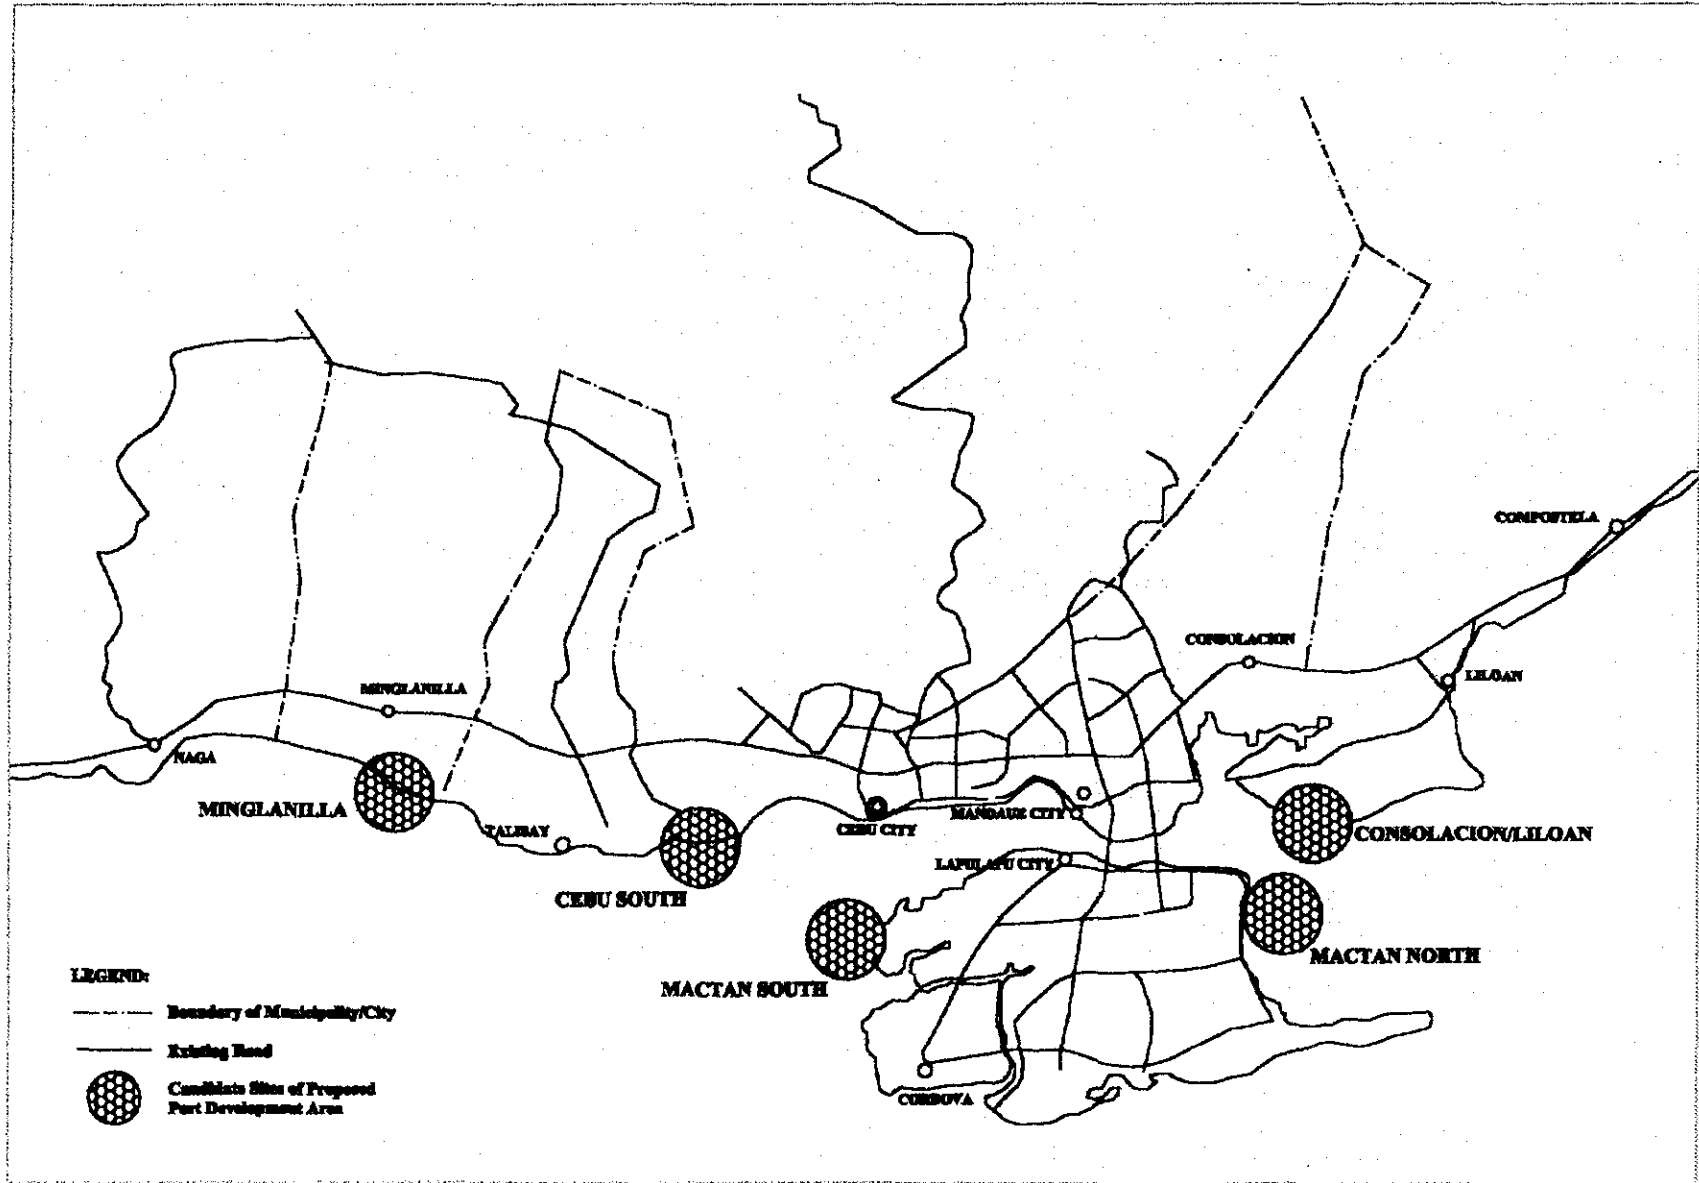 COMPOSTELA
CONSOLACION
LILOAN
MINGLANILLA
NAGA
MINGLANILLA
TALISAY
CEBU CITY
MANDAUE CITY
CONSOLACION/LILOAN
LAPULAPU CITY
CEBU SOUTH
MACTAN NORTH
MACTAN SOUTH
LEGEND:
Boundary of Municipality/City
Existing Road
Candidate Sites of Proposed
Port Development Area
CORDOVA